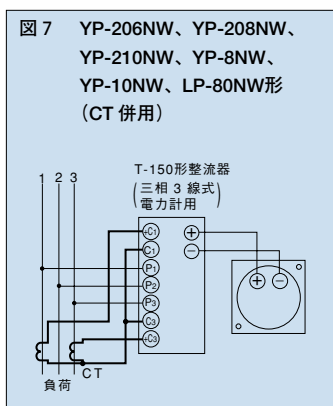 図 7 YP-206NW、YP-208NW、
YP-210NW、YP-8NW、
YP-10NW、LP-80NW形
（CT 併用）
T-150形整流器
(三相 3 線式)
電力計用
1 2 3
+C1
C1
P1
P2
P3
C3
+C3
+
−
+ −
CT
負荷